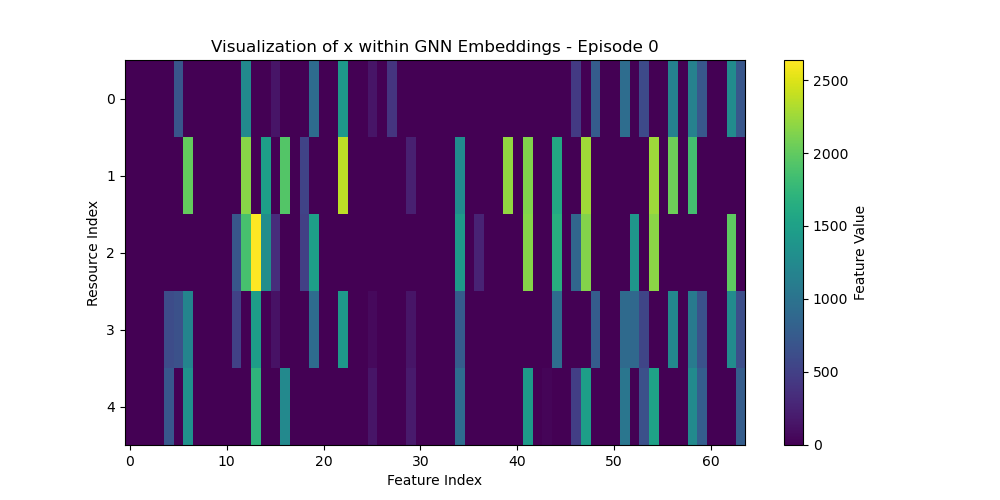 Visualization of x within GNN Embeddings - Episode 0
Resource Index
0
1
2
3
4
0 10 20 30 40 50 60
Feature Index
2500
2000
1500
1000
500
0
Feature Value